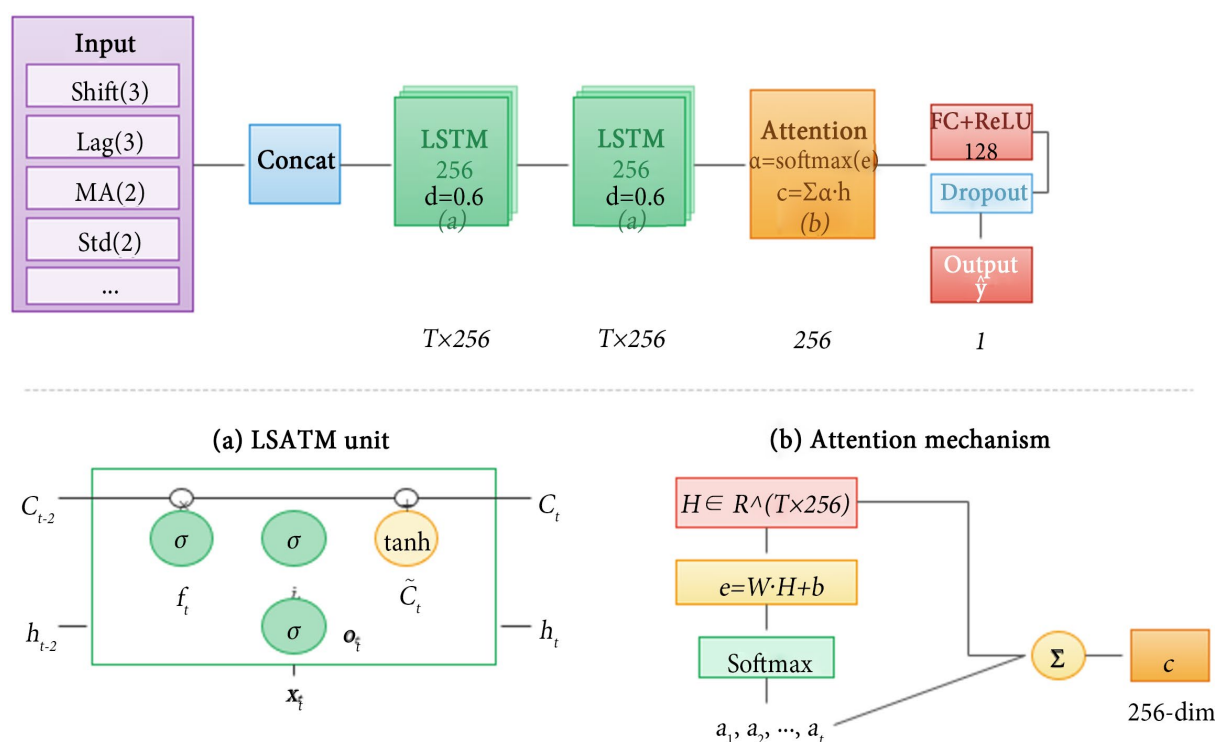 Input
Shift(3)
Lag(3)
MA(2)
Std(2)
...
Concat
LSTM
256
d=0.6
(a)
LSTM
256
d=0.6
(a)
Attention
α=softmax(e)
c=Σα·h
(b)
FC+ReLU
128
Dropout
Output
ŷ
T×256
T×256
256
1
(a) LSATM unit
C_{t-2}
×
+
C_t
σ
σ
tanh
f_t
C̃_t
h_{t-2}
σ
o_t
h_t
x_t
(b) Attention mechanism
H ∈ R^(T×256)
e=W·H+b
Softmax
a_1, a_2, ..., a_t
Σ
c
256-dim